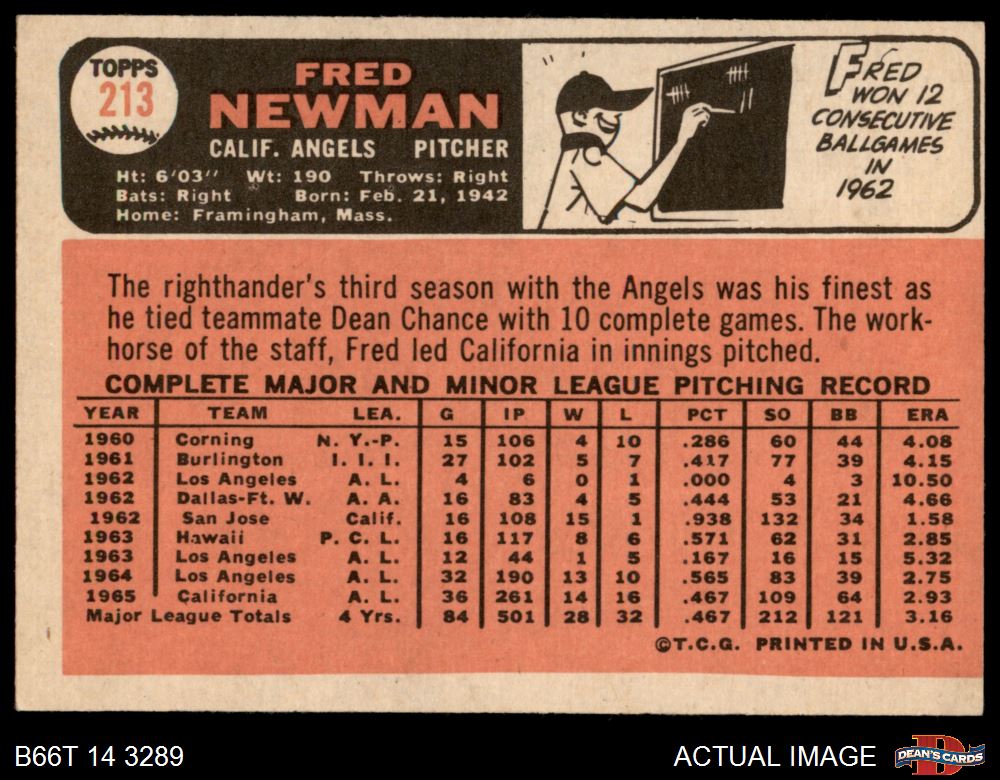 TOPPS
213
FRED
NEWMAN
CALIF. ANGELS PITCHER
Ht: 6'03" Wt: 190 Throws: Right
Bats: Right Born: Feb. 21, 1942
Home: Framingham, Mass.
FRED
WON 12
CONSECUTIVE
BALLGAMES
IN
1962
The righthander's third season with the Angels was his finest as
he tied teammate Dean Chance with 10 complete games. The work-
horse of the staff, Fred led California in innings pitched.
COMPLETE MAJOR AND MINOR LEAGUE PITCHING RECORD
YEAR TEAM LEA. G IP W L PCT SO BB ERA
1960 Corning N. Y.-P. 15 106 4 10 .286 60 44 4.08
1961 Burlington I. I. I. 27 102 5 7 .417 77 39 4.15
1962 Los Angeles A. L. 4 6 0 1 .000 4 3 10.50
1962 Dallas-Ft. W. A. A. 16 83 4 5 .444 53 21 4.66
1962 San Jose Calif. 16 108 15 1 .938 132 34 1.58
1963 Hawaii P. C. L. 16 117 8 6 .571 62 31 2.85
1963 Los Angeles A. L. 12 44 1 5 .167 16 15 5.32
1964 Los Angeles A. L. 32 190 13 10 .565 83 39 2.75
1965 California A. L. 36 261 14 16 .467 109 64 2.93
Major League Totals 4 Yrs. 84 501 28 32 .467 212 121 3.16
©T.C.G. PRINTED IN U.S.A.
B66T 14 3289
ACTUAL IMAGE
DEAN'S CARDS